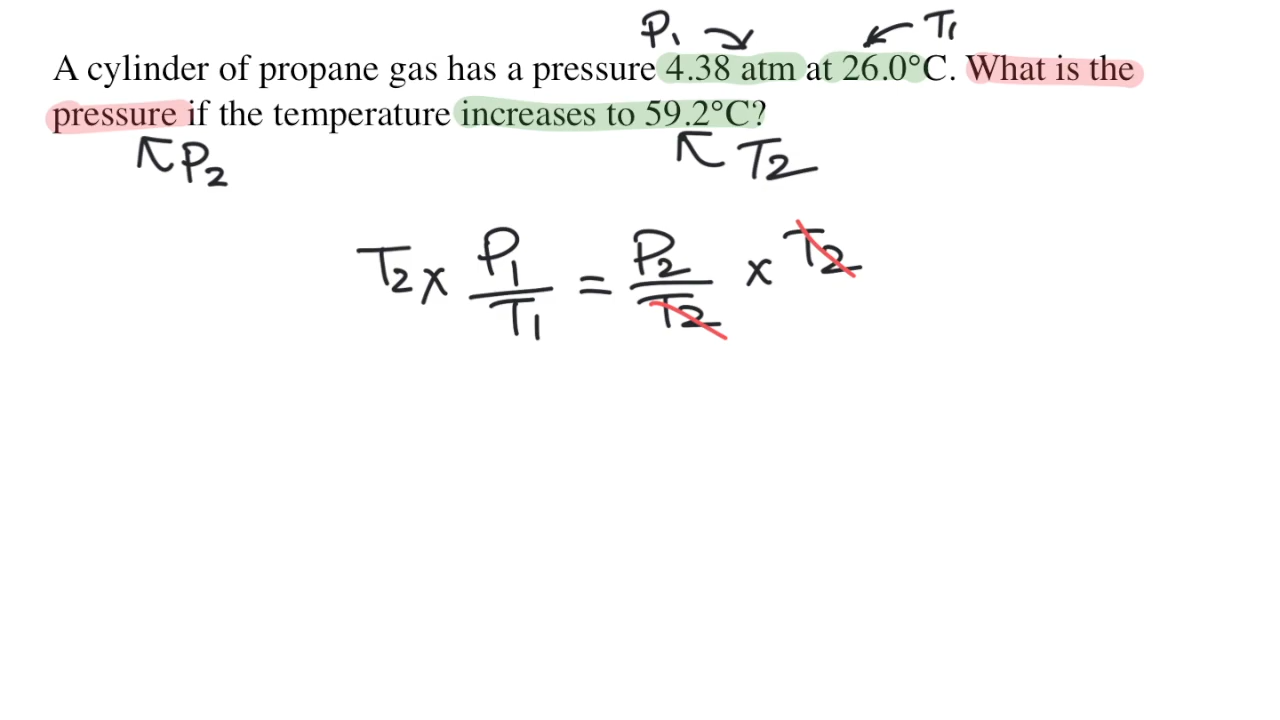 P₁ T₁
A cylinder of propane gas has a pressure 4.38 atm at 26.0°C. What is the
pressure if the temperature increases to 59.2°C?
P₂ T₂
T₂ x P₁/T₁ = P₂/T₂ x T₂